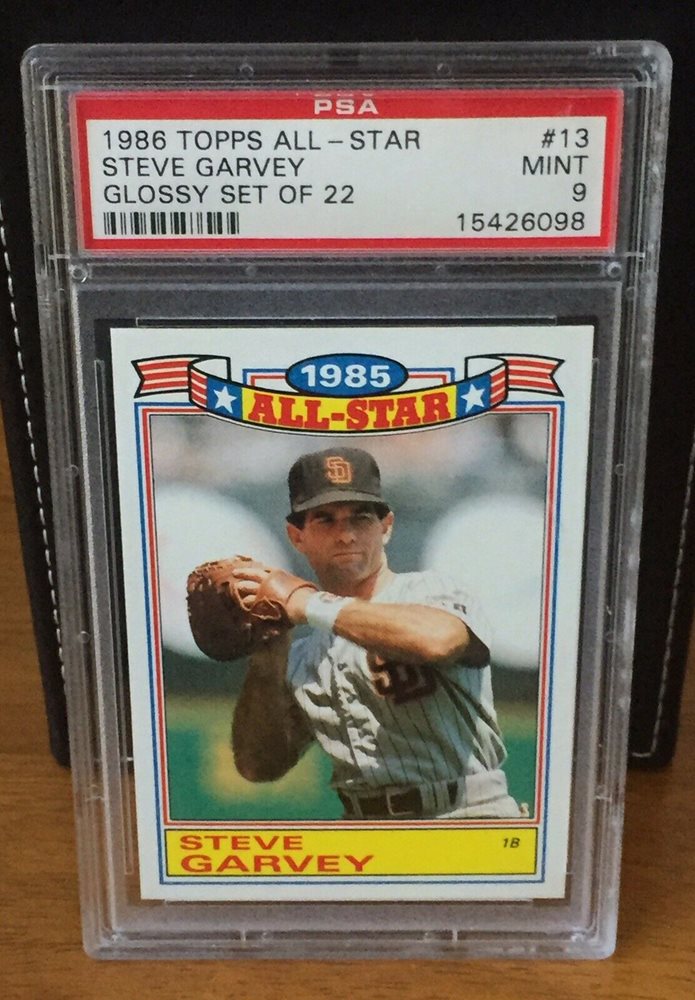 PSA
1986 TOPPS ALL-STAR #13
STEVE GARVEY MINT
GLOSSY SET OF 22 9
15426098
1985
ALL-STAR
SD
SD
STEVE
GARVEY
1B